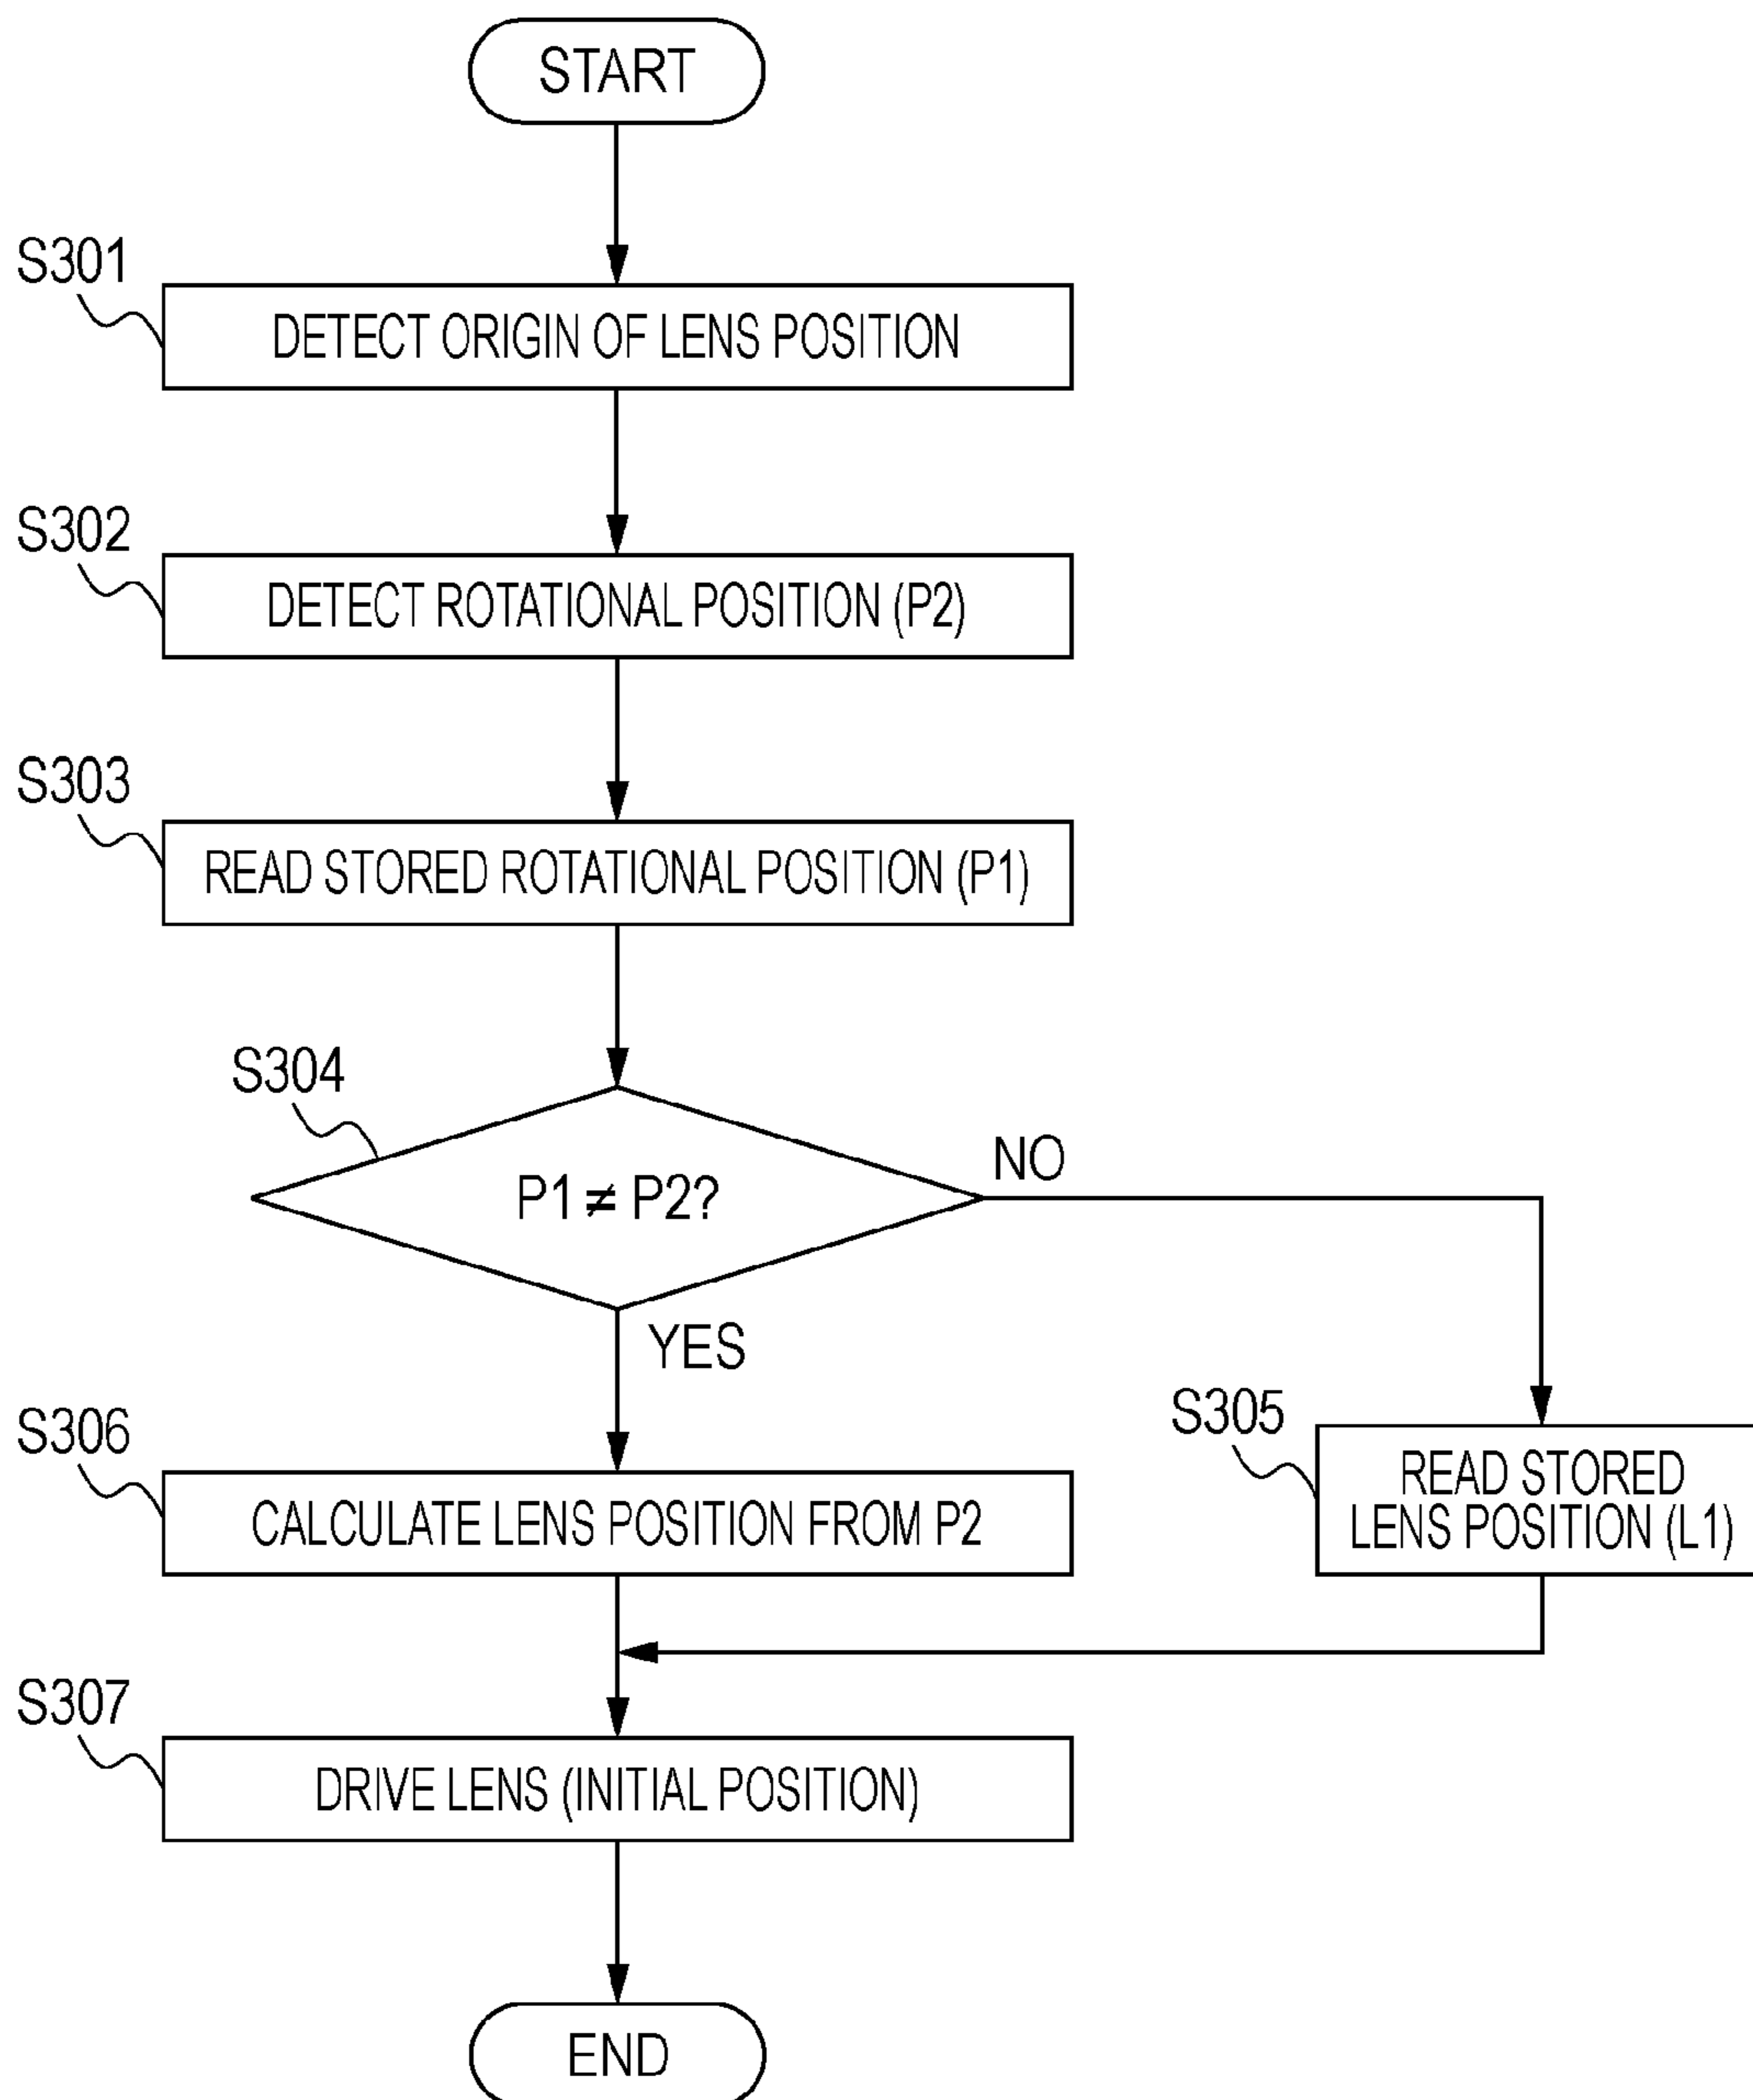 START
S301
DETECT ORIGIN OF LENS POSITION
S302
DETECT ROTATIONAL POSITION (P2)
S303
READ STORED ROTATIONAL POSITION (P1)
S304
P1 ≠ P2?
NO
YES
S305
READ STORED
LENS POSITION (L1)
S306
CALCULATE LENS POSITION FROM P2
S307
DRIVE LENS (INITIAL POSITION)
END